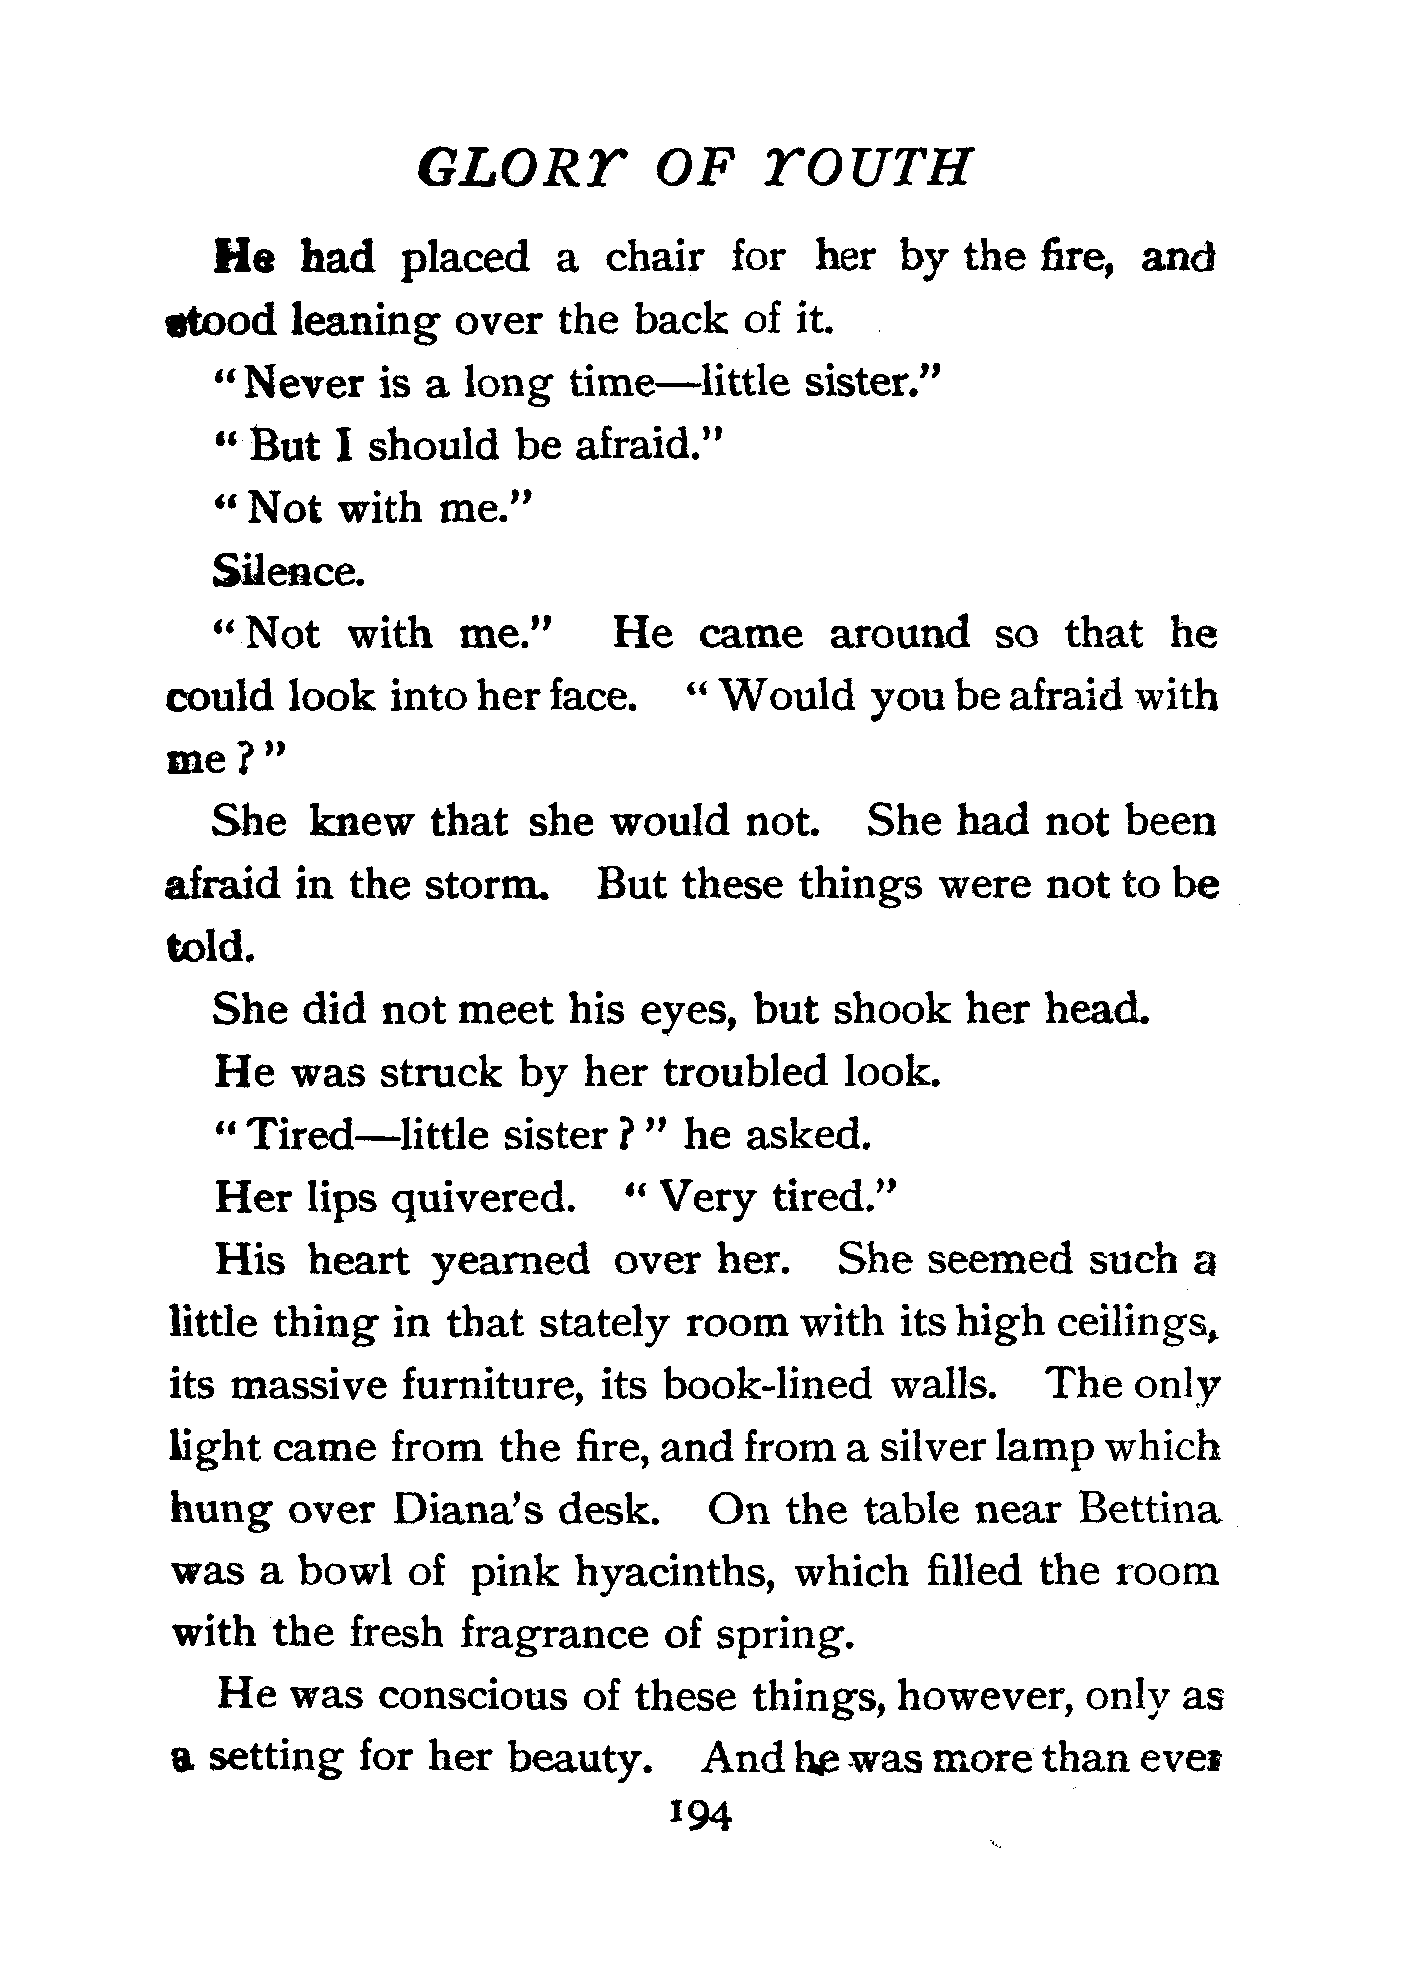 GLORY OF YOUTH
He had placed a chair for her by the fire, and
stood leaning over the back of it.
"Never is a long time—little sister."
"But I should be afraid."
"Not with me."
Silence.
"Not with me." He came around so that he
could look into her face. "Would you be afraid with
me?"
She knew that she would not. She had not been
afraid in the storm. But these things were not to be
told.
She did not meet his eyes, but shook her head.
He was struck by her troubled look.
"Tired—little sister?" he asked.
Her lips quivered. "Very tired."
His heart yearned over her. She seemed such a
little thing in that stately room with its high ceilings,
its massive furniture, its book-lined walls. The only
light came from the fire, and from a silver lamp which
hung over Diana's desk. On the table near Bettina
was a bowl of pink hyacinths, which filled the room
with the fresh fragrance of spring.
He was conscious of these things, however, only as
a setting for her beauty. And he was more than ever
194